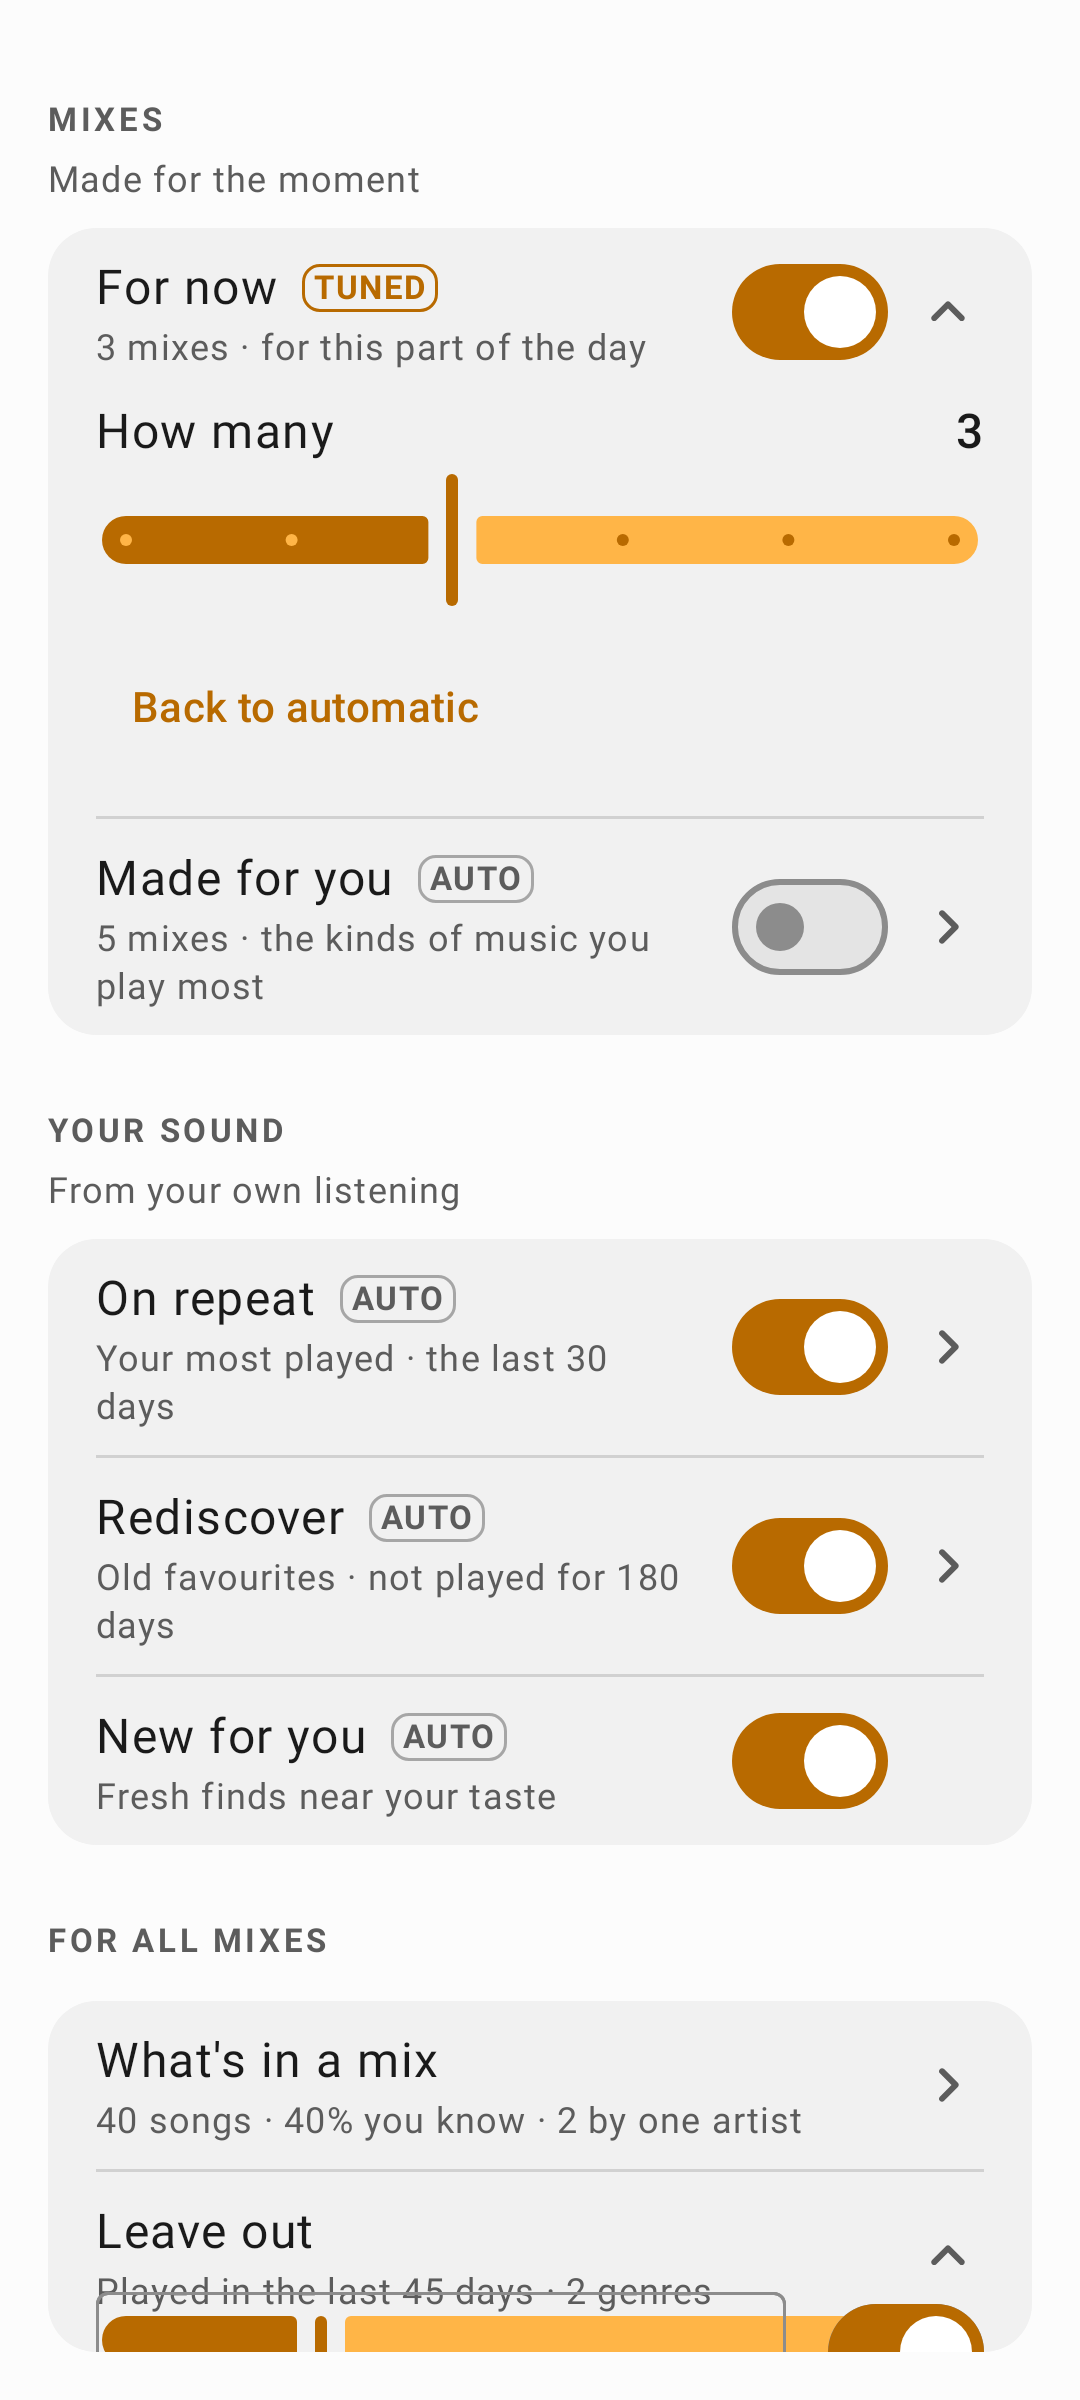 MIXES
Made for the moment
For now TUNED
3 mixes · for this part of the day
How many 3
Back to automatic
Made for you AUTO
5 mixes · the kinds of music you
play most
YOUR SOUND
From your own listening
On repeat AUTO
Your most played · the last 30
days
Rediscover AUTO
Old favourites · not played for 180
days
New for you AUTO
Fresh finds near your taste
FOR ALL MIXES
What's in a mix
40 songs · 40% you know · 2 by one artist
Leave out
Played in the last 45 days · 2 genres